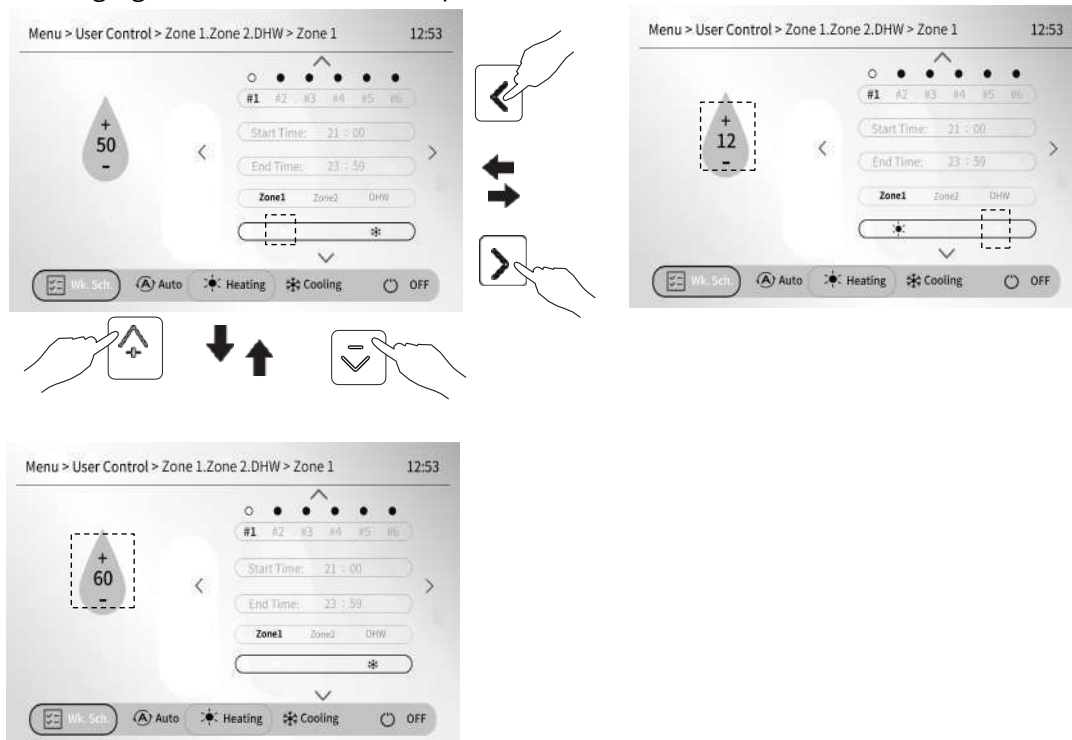 Menu > User Control > Zone 1.Zone 2.DHW > Zone 1 12:53
#1 #2 #3 #4 #5 #6
+
50
-
Start Time: 21 : 00
End Time: 23 : 59
Zone1 Zone2 DHW
Wk. Sch. Auto Heating Cooling OFF
Menu > User Control > Zone 1.Zone 2.DHW > Zone 1 12:53
#1 #2 #3 #4 #5 #6
+
12
-
Start Time: 21 : 00
End Time: 23 : 59
Zone1 Zone2 DHW
Wk. Sch. Auto Heating Cooling OFF
Menu > User Control > Zone 1.Zone 2.DHW > Zone 1 12:53
#1 #2 #3 #4 #5 #6
+
60
-
Start Time: 21 : 00
End Time: 23 : 59
Zone1 Zone2 DHW
Wk. Sch. Auto Heating Cooling OFF